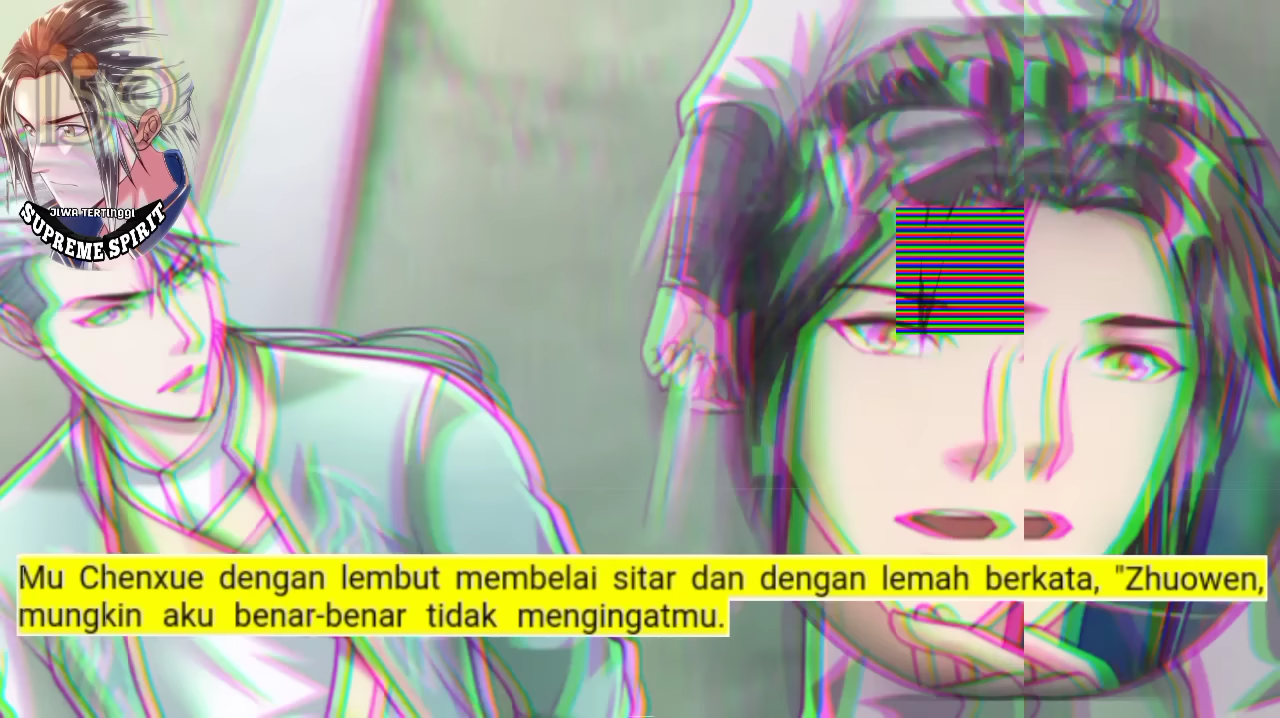 159
JIWA TERTINGGI
SUPREME SPIRIT
Mu Chenxue dengan lembut membelai sitar dan dengan lemah berkata, "Zhuowen,
mungkin aku benar-benar tidak mengingatmu.